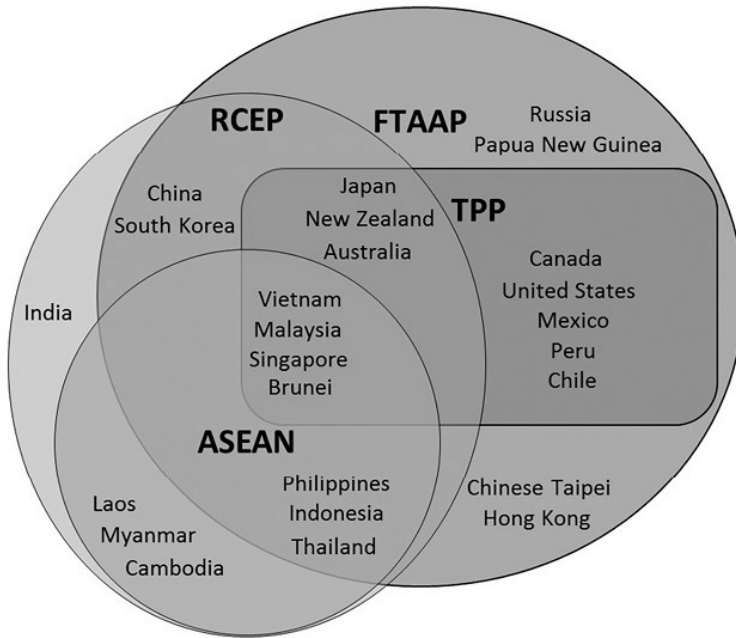 RCEP
FTAAP
Russia
Papua New Guinea
China
South Korea
Japan
New Zealand
Australia
TPP
Canada
United States
Mexico
Peru
Chile
India
Vietnam
Malaysia
Singapore
Brunei
ASEAN
Philippines
Indonesia
Thailand
Laos
Myanmar
Cambodia
Chinese Taipei
Hong Kong